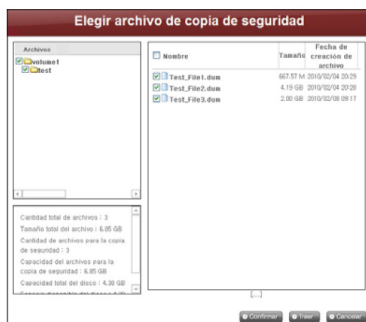 Elegir archivo de copia de seguridad
Archivos
volume1
test
Nombre
Tamaño
Fecha de
creación de
archivo
Test_File1.dum 667.57 M 2010/02/04 20:29
Test_File2.dum 4.19 GB 2010/02/04 20:28
Test_File3.dum 2.00 GB 2010/02/08 09:17
Cantidad total de archivos : 3
Tamaño total del archivo : 6.85 GB
Cantidad de archivos para la copia
de seguridad : 3
Capacidad del archivos para la
copia de seguridad : 6.85 GB
Capacidad total del disco : 4.38 GB
[...]
Confirmar
Traer
Cancelar